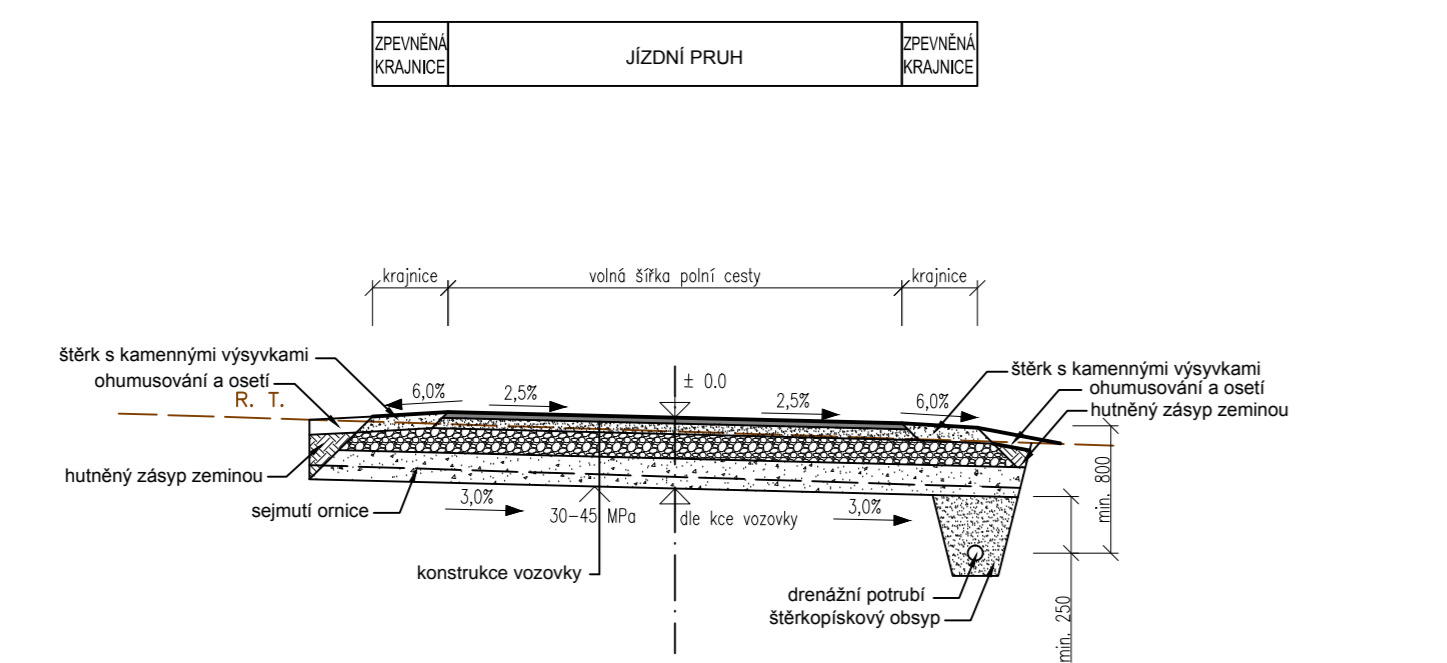 ZPEVNĚNÁ
KRAJNICE
JÍZDNÍ PRUH
ZPEVNĚNÁ
KRAJNICE
krajnice
volná šířka polní cesty
krajnice
štěrk s kamennými výsyvkami
ohumusování a osetí
R. T.
6,0%
2,5%
± 0.0
2,5%
6,0%
štěrk s kamennými výsyvkami
ohumusování a osetí
hutněný zásyp zeminou
hutněný zásyp zeminou
sejmutí ornice
3,0%
30-45 MPa
dle kce vozovky
3,0%
min. 800
konstrukce vozovky
drenážní potrubí
štěrkopískový obsyp
min. 250